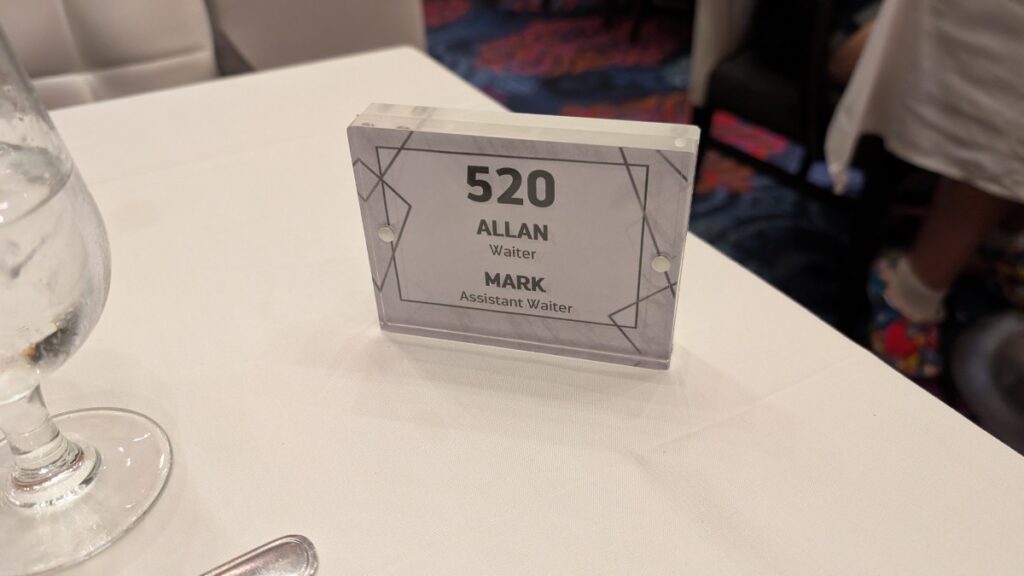 520
ALLAN
Waiter
MARK
Assistant Waiter